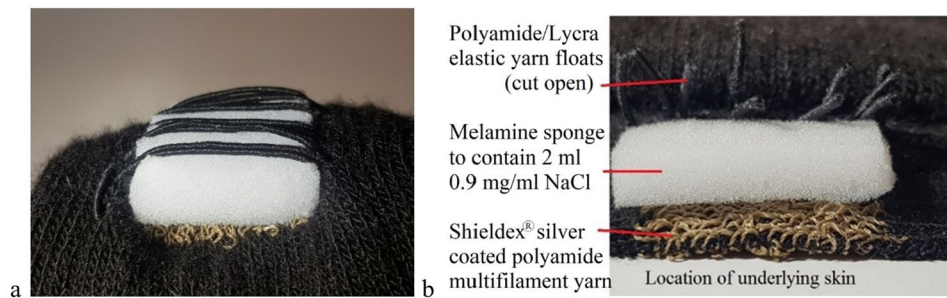 a
b
Polyamide/Lycra
elastic yarn floats
(cut open)
Melamine sponge
to contain 2 ml
0.9 mg/ml NaCl
Shieldex® silver
coated polyamide
multifilament yarn
Location of underlying skin